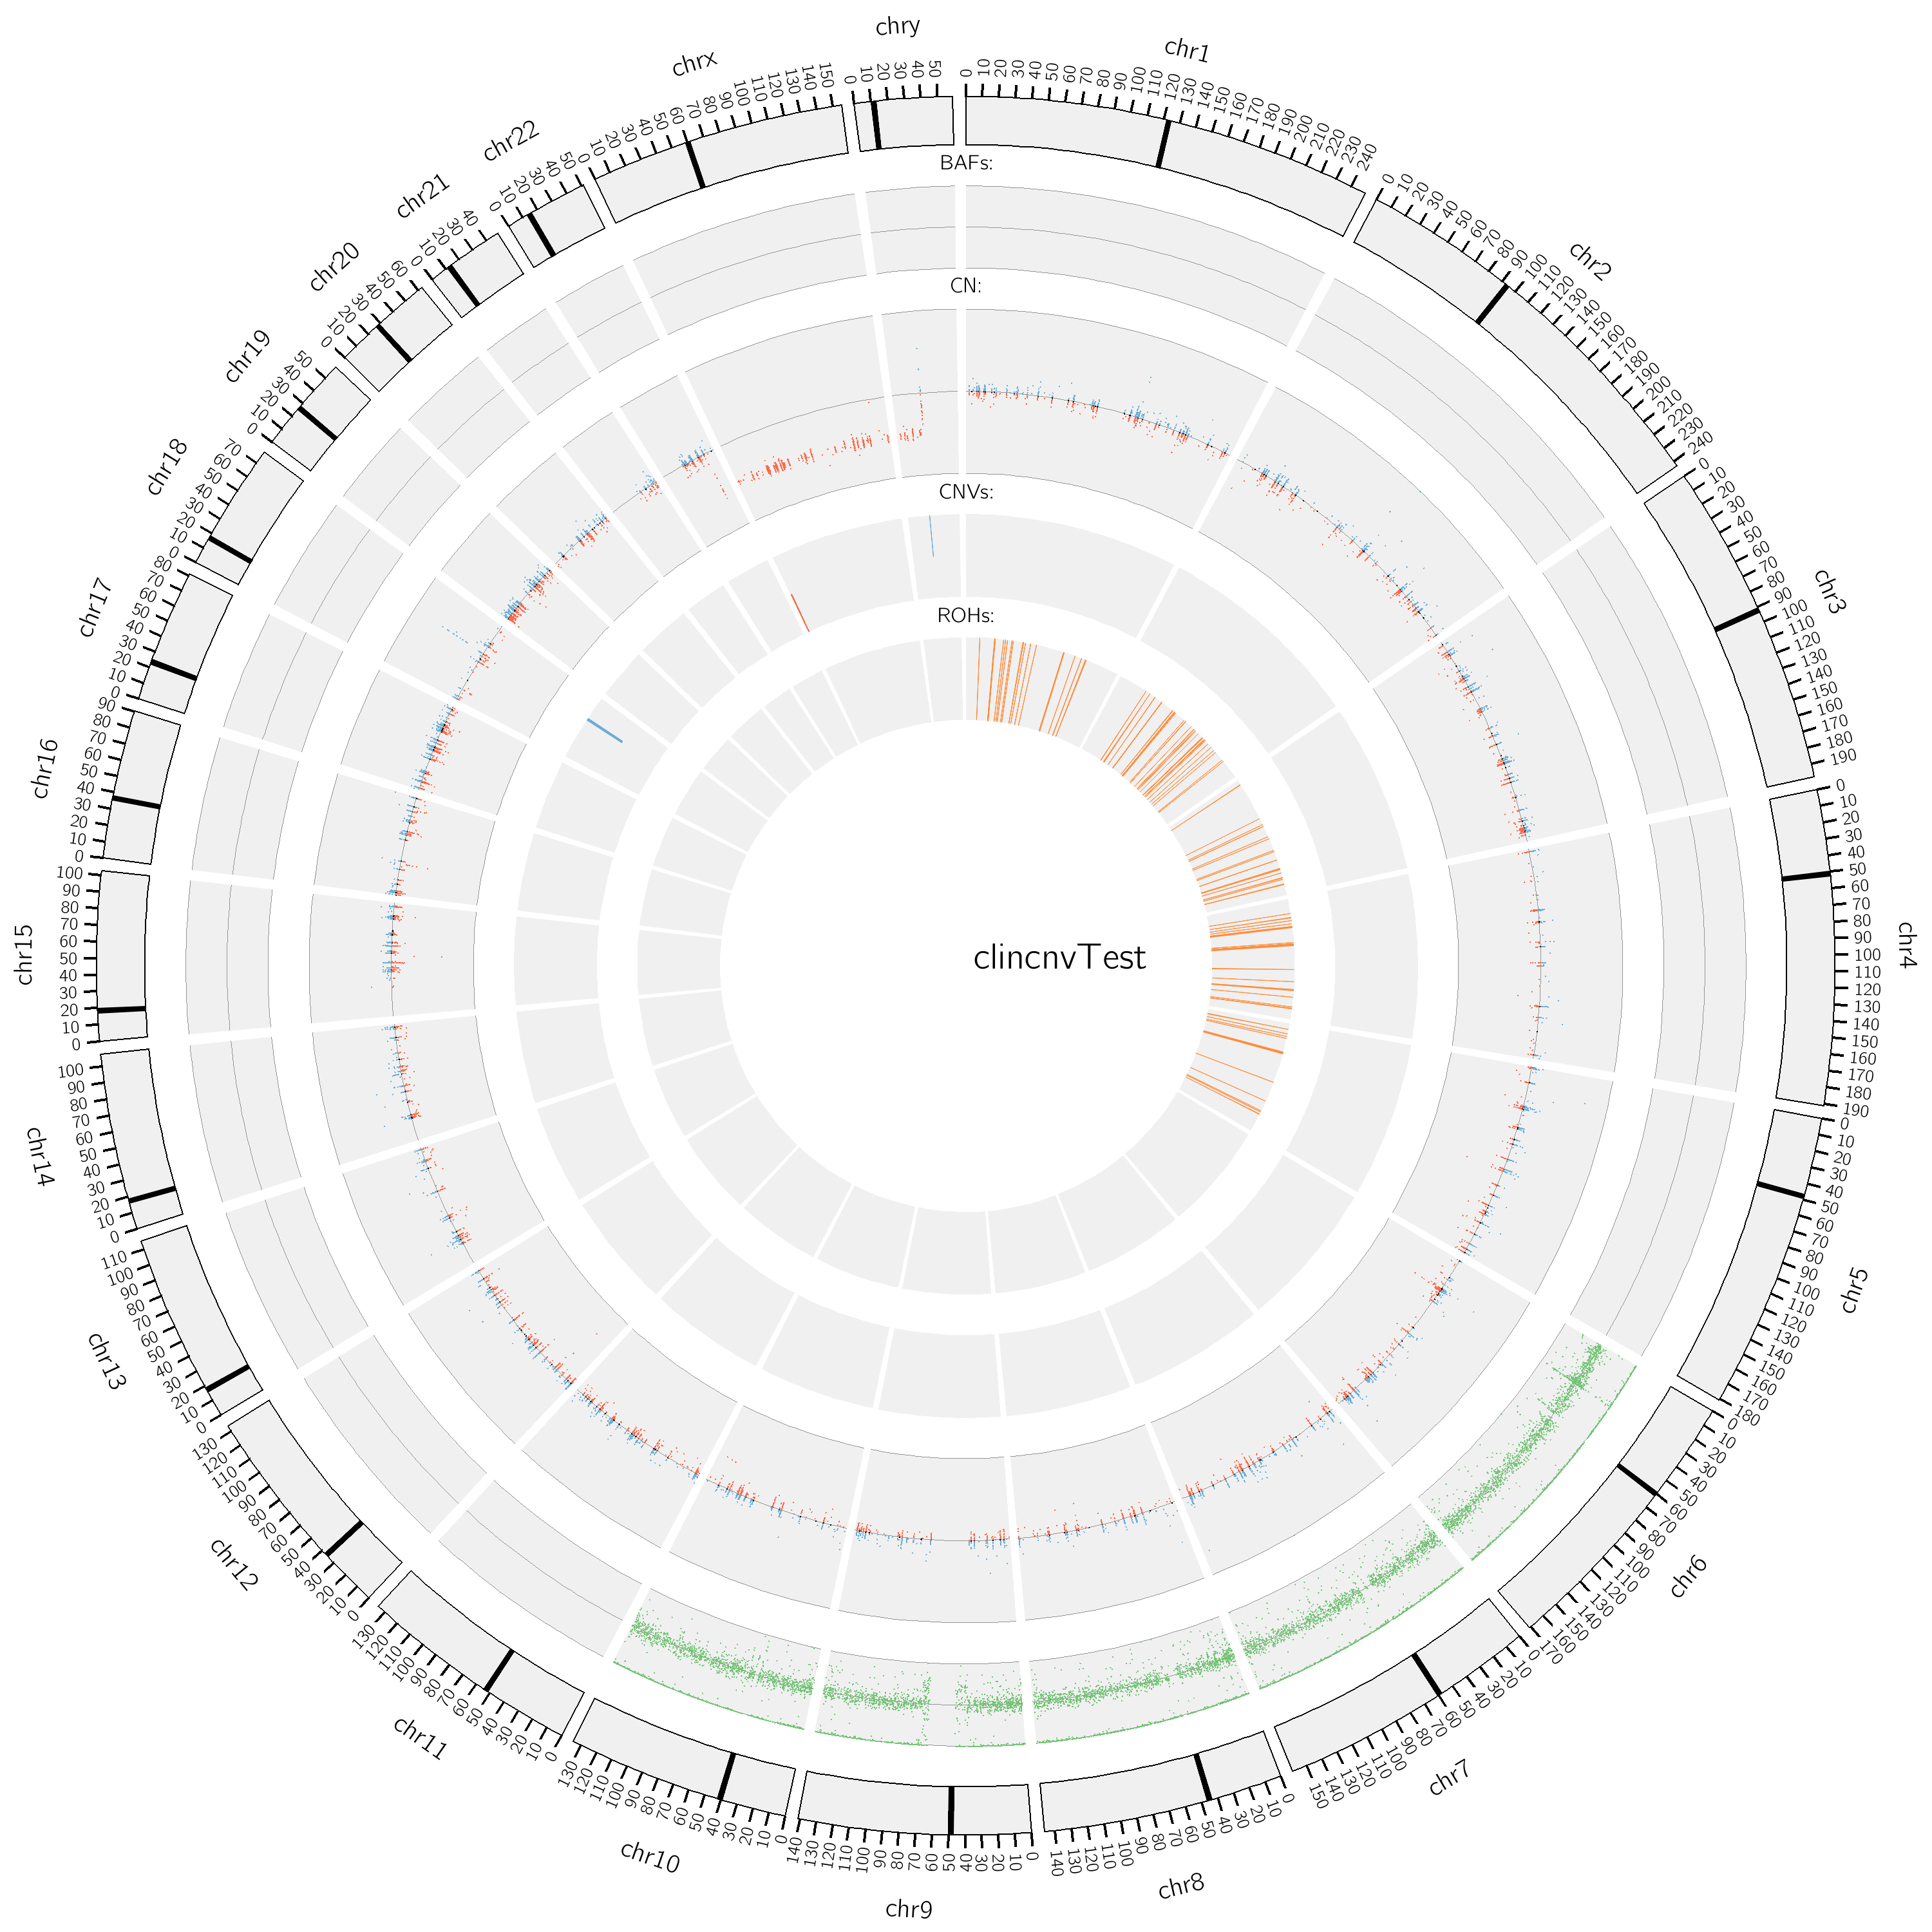 chr1
0 10 20 30 40 50 60 70 80 90 100 110 120 130 140 150 160 170 180 190 200 210 220 230 240
chr2
0 10 20 30 40 50 60 70 80 90 100 110 120 130 140 150 160 170 180 190 200 210 220 230 240
chr3
0 10 20 30 40 50 60 70 80 90 100 110 120 130 140 150 160 170 180 190
chr4
0 10 20 30 40 50 60 70 80 90 100 110 120 130 140 150 160 170 180 190
chr5
0 10 20 30 40 50 60 70 80 90 100 110 120 130 140 150 160 170 180
chr6
0 10 20 30 40 50 60 70 80 90 100 110 120 130 140 150 160 170
chr7
0 10 20 30 40 50 60 70 80 90 100 110 120 130 140 150
chr8
0 10 20 30 40 50 60 70 80 90 100 110 120 130 140
chr9
0 10 20 30 40 50 60 70 80 90 100 110 120 130 140
chr10
0 10 20 30 40 50 60 70 80 90 100 110 120 130
chr11
0 10 20 30 40 50 60 70 80 90 100 110 120 130
chr12
0 10 20 30 40 50 60 70 80 90 100 110 120 130
chr13
0 10 20 30 40 50 60 70 80 90 100 110
chr14
0 10 20 30 40 50 60 70 80 90 100
chr15
0 10 20 30 40 50 60 70 80 90 100
chr16
0 10 20 30 40 50 60 70 80 90
chr17
0 10 20 30 40 50 60 70 80
chr18
0 10 20 30 40 50 60 70
chr19
0 10 20 30 40 50
chr20
0 10 20 30 40 50 60
chr21
0 10 20 30 40
chr22
0 10 20 30 40 50
chrx
0 10 20 30 40 50 60 70 80 90 100 110 120 130 140 150
chry
0 10 20 30 40 50
BAFs:
CN:
CNVs:
ROHs:
clincnvTest